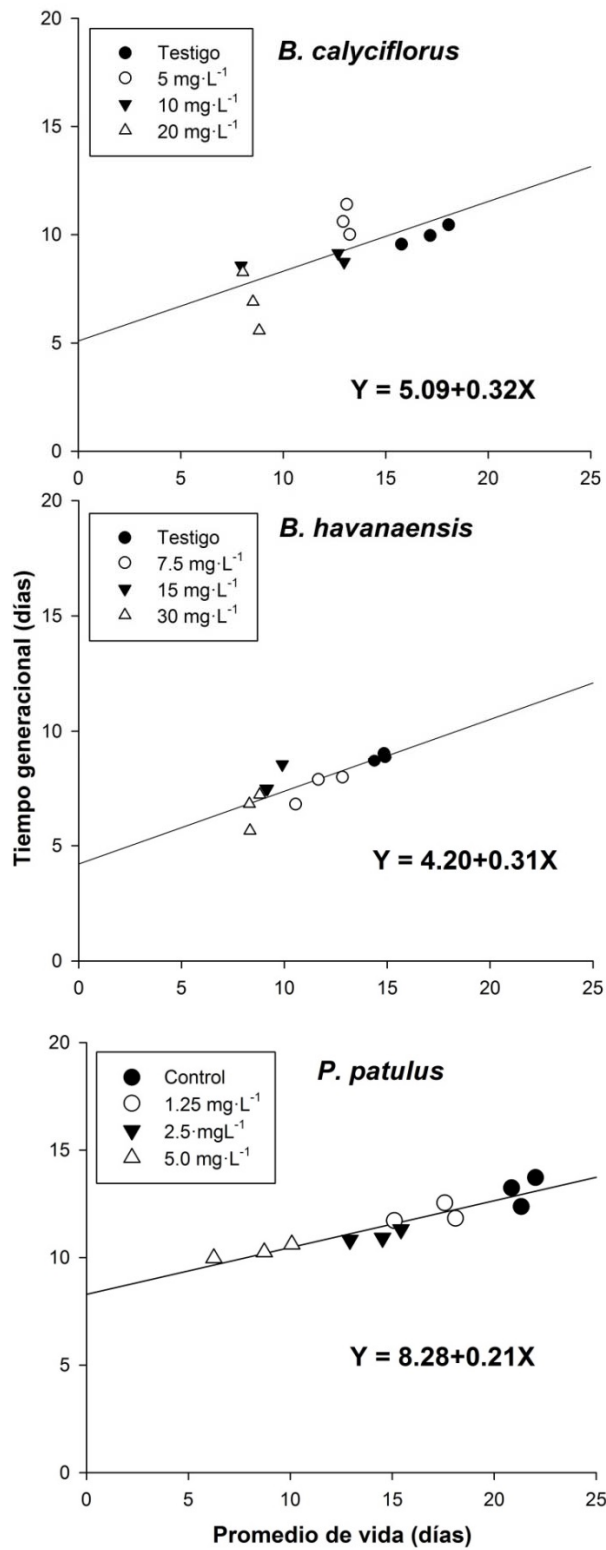 20
15
10
5
0
Testigo
5 mg·L-1
10 mg·L-1
20 mg·L-1
B. calyciflorus
Y = 5.09+0.32X
0 5 10 15 20 25
Tiempo generacional (días)
20
15
10
5
0
Testigo
7.5 mg·L-1
15 mg·L-1
30 mg·L-1
B. havanaensis
Y = 4.20+0.31X
0 5 10 15 20 25
20
15
10
5
0
Control
1.25 mg·L-1
2.5·mgL-1
5.0 mg·L-1
P. patulus
Y = 8.28+0.21X
0 5 10 15 20 25
Promedio de vida (días)